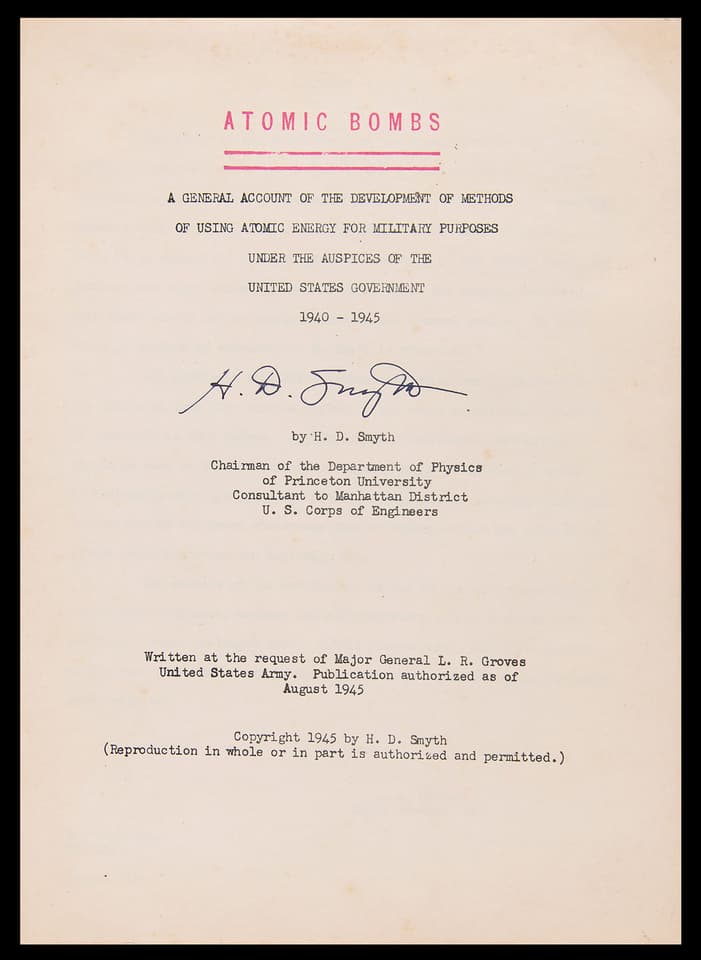 ATOMIC BOMBS
A GENERAL ACCOUNT OF THE DEVELOPMENT OF METHODS
OF USING ATOMIC ENERGY FOR MILITARY PURPOSES
UNDER THE AUSPICES OF THE
UNITED STATES GOVERNMENT
1940 - 1945
H. D. Smyth
by H. D. Smyth
Chairman of the Department of Physics
of Princeton University
Consultant to Manhattan District
U. S. Corps of Engineers
Written at the request of Major General L. R. Groves
United States Army. Publication authorized as of
August 1945
Copyright 1945 by H. D. Smyth
(Reproduction in whole or in part is authorized and permitted.)